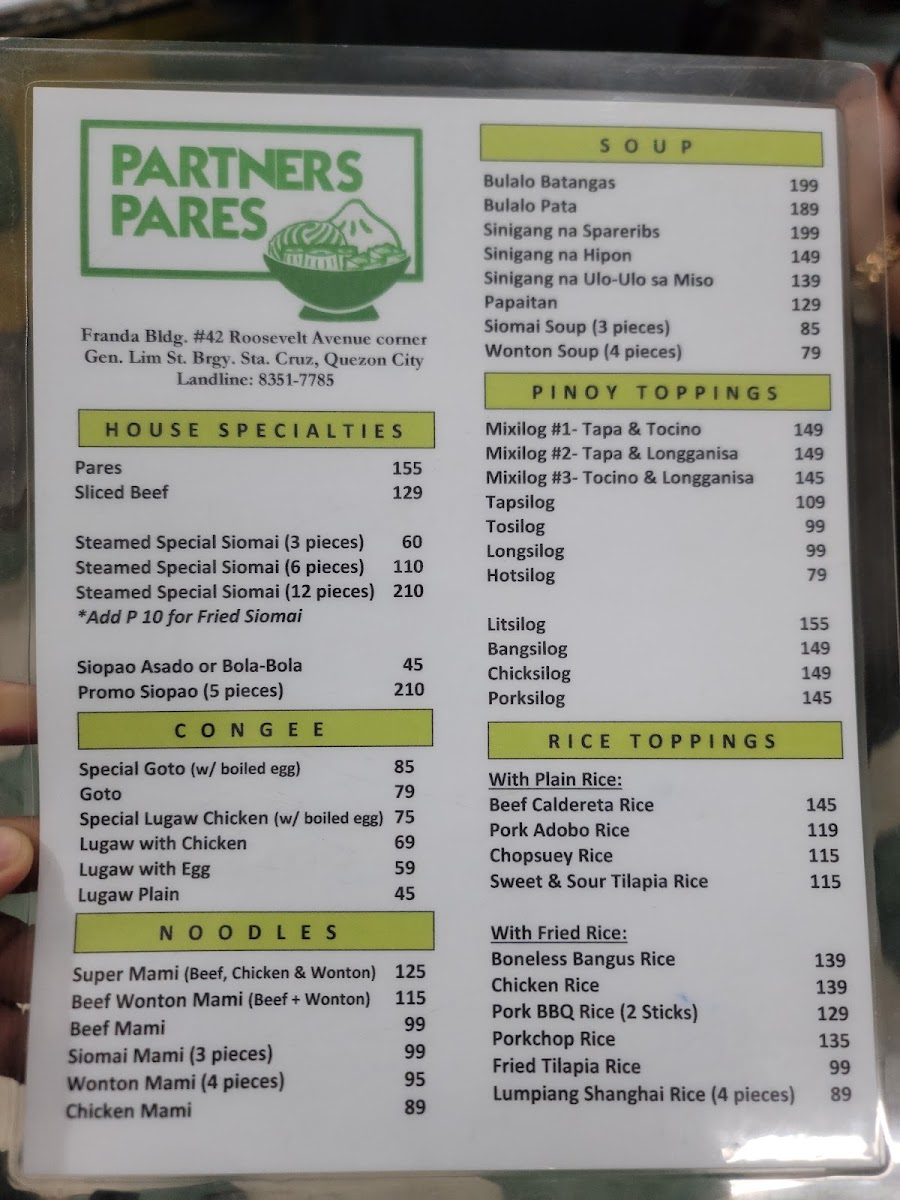 PARTNERS
PARES
Franda Bldg. #42 Roosevelt Avenue corner
Gen. Lim St. Brgy. Sta. Cruz, Quezon City
Landline: 8351-7785
HOUSE SPECIALTIES
Pares 155
Sliced Beef 129
Steamed Special Siomai (3 pieces) 60
Steamed Special Siomai (6 pieces) 110
Steamed Special Siomai (12 pieces) 210
*Add P 10 for Fried Siomai
Siopao Asado or Bola-Bola 45
Promo Siopao (5 pieces) 210
CONGEE
Special Goto (w/ boiled egg) 85
Goto 79
Special Lugaw Chicken (w/ boiled egg) 75
Lugaw with Chicken 69
Lugaw with Egg 59
Lugaw Plain 45
NOODLES
Super Mami (Beef, Chicken & Wonton) 125
Beef Wonton Mami (Beef + Wonton) 115
Beef Mami 99
Siomai Mami (3 pieces) 99
Wonton Mami (4 pieces) 95
Chicken Mami 89
SOUP
Bulalo Batangas 199
Bulalo Pata 189
Sinigang na Spareribs 199
Sinigang na Hipon 149
Sinigang na Ulo-Ulo sa Miso 139
Papaitan 129
Siomai Soup (3 pieces) 85
Wonton Soup (4 pieces) 79
PINOY TOPPINGS
Mixilog #1- Tapa & Tocino 149
Mixilog #2- Tapa & Longganisa 149
Mixilog #3- Tocino & Longganisa 145
Tapsilog 109
Tosilog 99
Longsilog 99
Hotsilog 79
Litsilog 155
Bangsilog 149
Chicksilog 149
Porksilog 145
RICE TOPPINGS
With Plain Rice:
Beef Caldereta Rice 145
Pork Adobo Rice 119
Chopsuey Rice 115
Sweet & Sour Tilapia Rice 115
With Fried Rice:
Boneless Bangus Rice 139
Chicken Rice 139
Pork BBQ Rice (2 Sticks) 129
Porkchop Rice 135
Fried Tilapia Rice 99
Lumpiang Shanghai Rice (4 pieces) 89